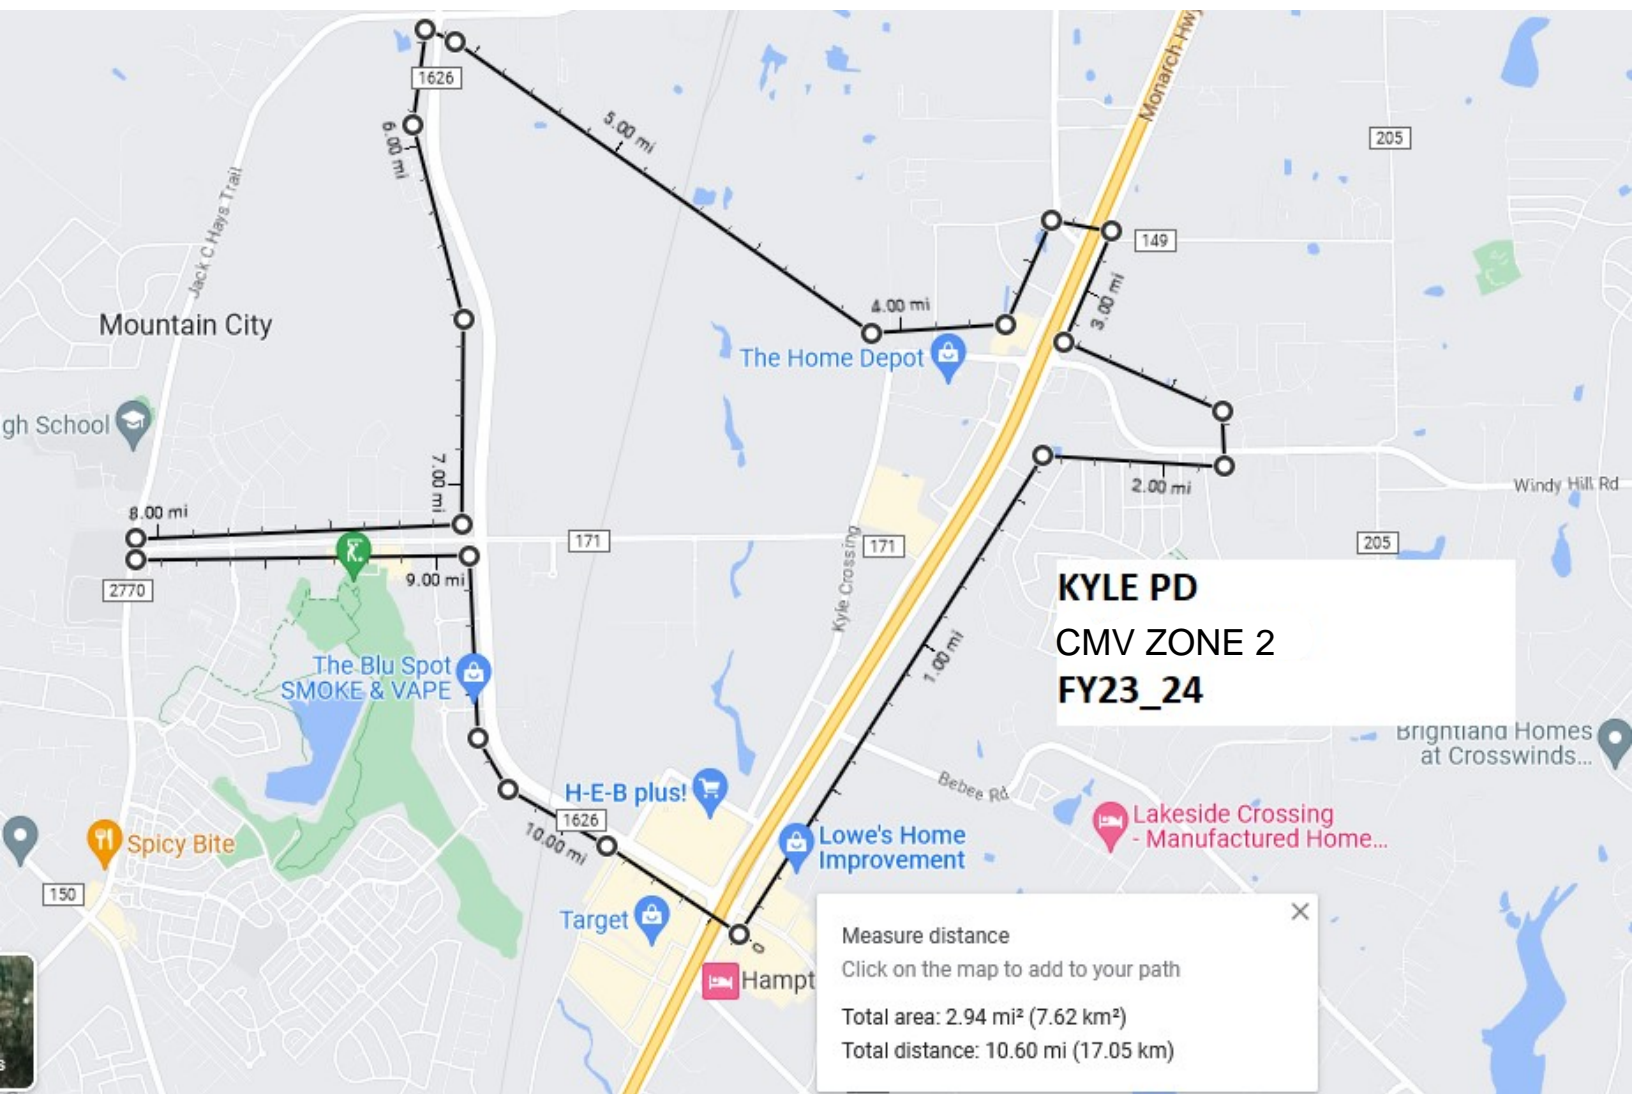 Monarch Hwy
1626
5.00 mi
6.00 mi
205
Jack C Hays Trail
149
3.00 mi
4.00 mi
Mountain City
The Home Depot
gh School
7.00 mi
2.00 mi
Windy Hill Rd
8.00 mi
171
171
205
Kyle Crossing
2770
9.00 mi
KYLE PD
CMV ZONE 2
FY23_24
1.00 mi
The Blu Spot
SMOKE & VAPE
Brightland Homes
at Crosswinds...
Bebee Rd
H-E-B plus!
1626
10.00 mi
Lakeside Crossing
- Manufactured Home...
Lowe's Home
Improvement
Spicy Bite
150
Target
0
Hampt
Measure distance
Click on the map to add to your path
Total area: 2.94 mi² (7.62 km²)
Total distance: 10.60 mi (17.05 km)
s